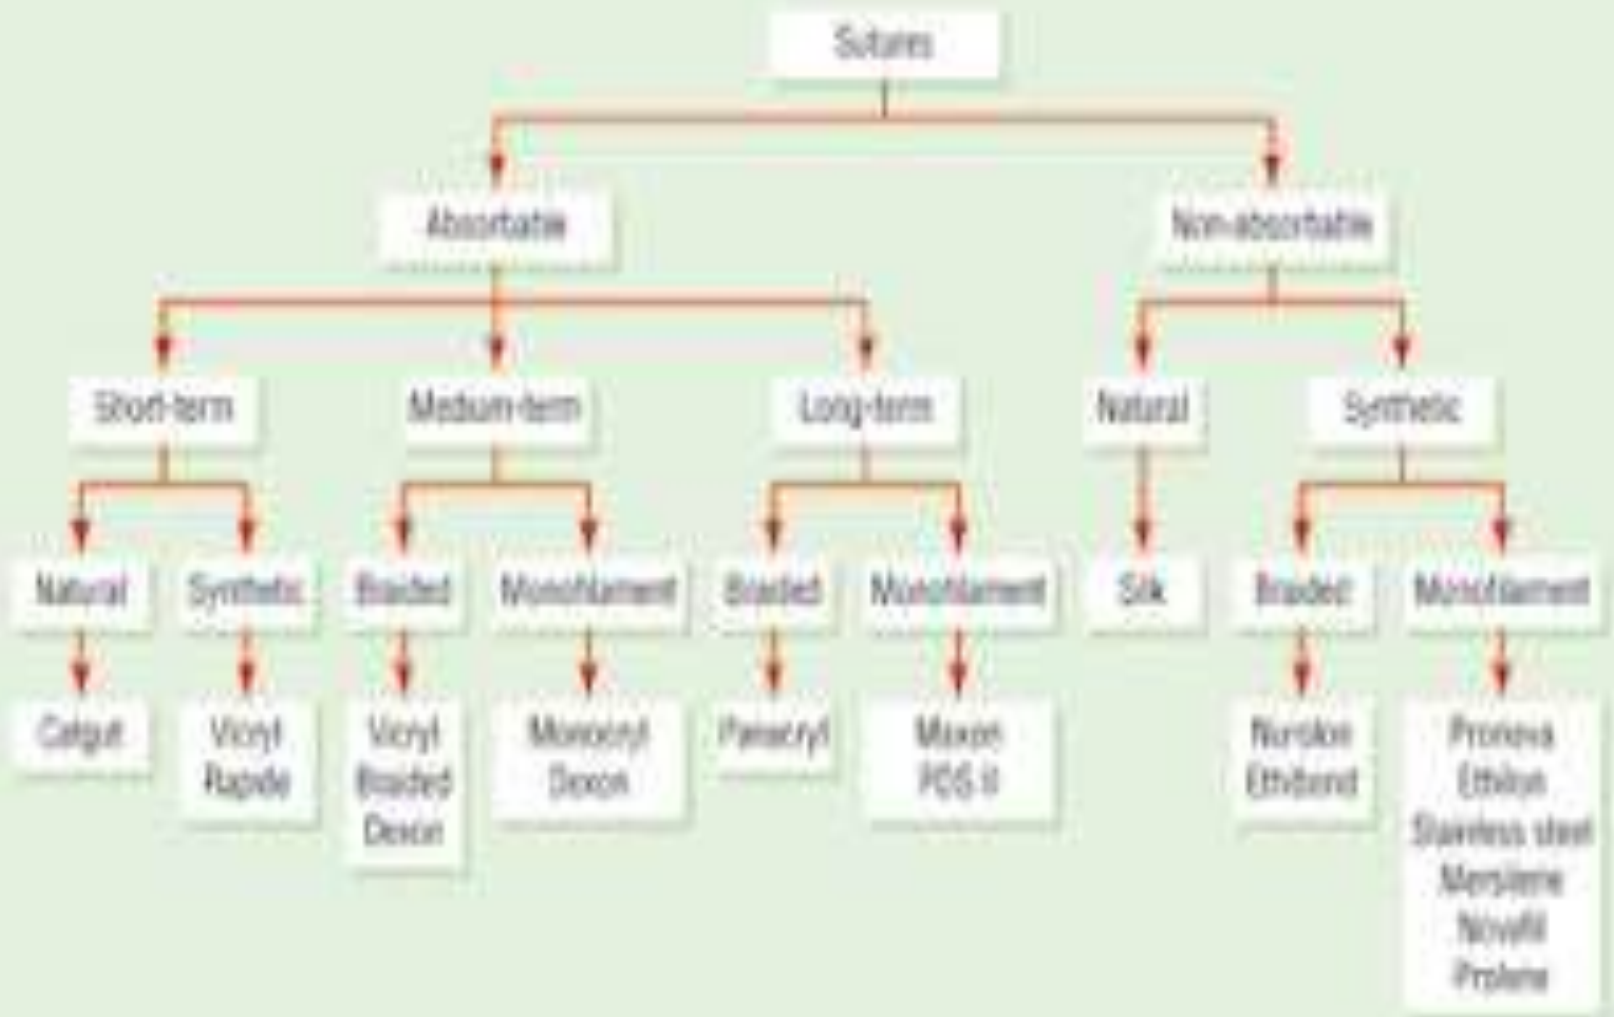 Sutures
Absorbable
Non-absorbable
Short-term
Medium-term
Long-term
Natural
Synthetic
Natural
Synthetic
Braided
Monofilament
Braided
Monofilament
Silk
Braided
Monofilament
Catgut
Vicryl
Rapide
Vicryl
Braided
Dexon
Monocryl
Dexon
Panacryl
Maxon
PDS II
Nurolon
Ethibond
Pronova
Ethilon
Stainless steel
Mersilene
Novafil
Prolene